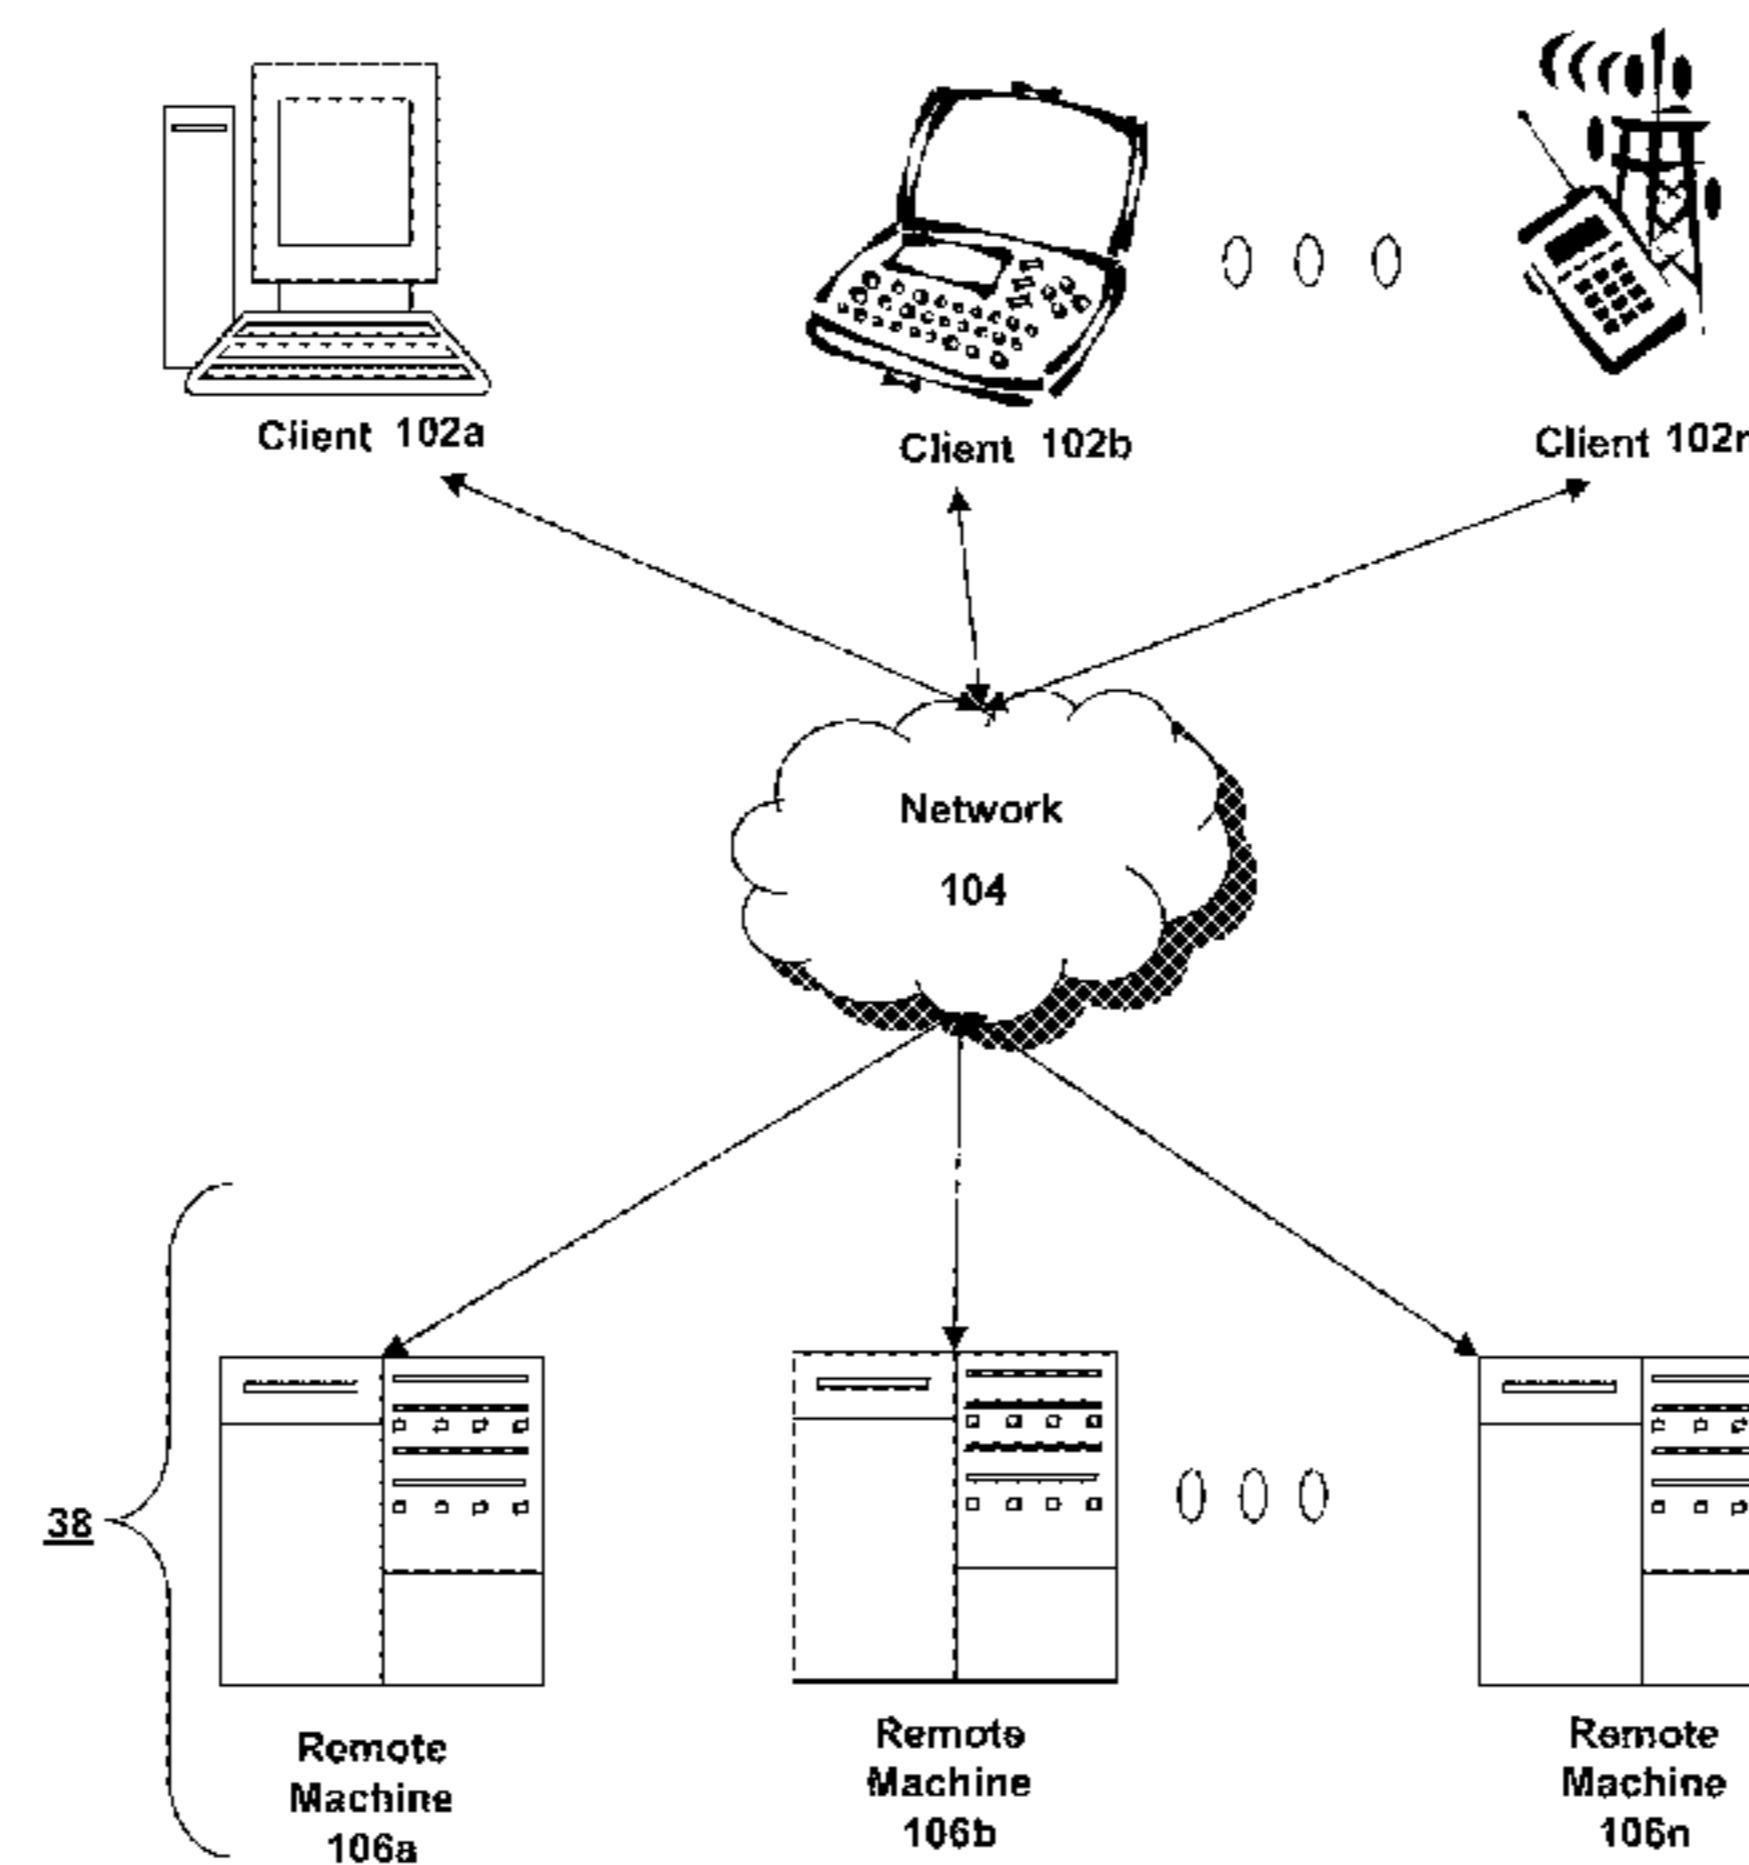 Client 102a
Client 102b
Client 102n
Network
104
38
Remote
Machine
106a
Remote
Machine
106b
Remote
Machine
106n